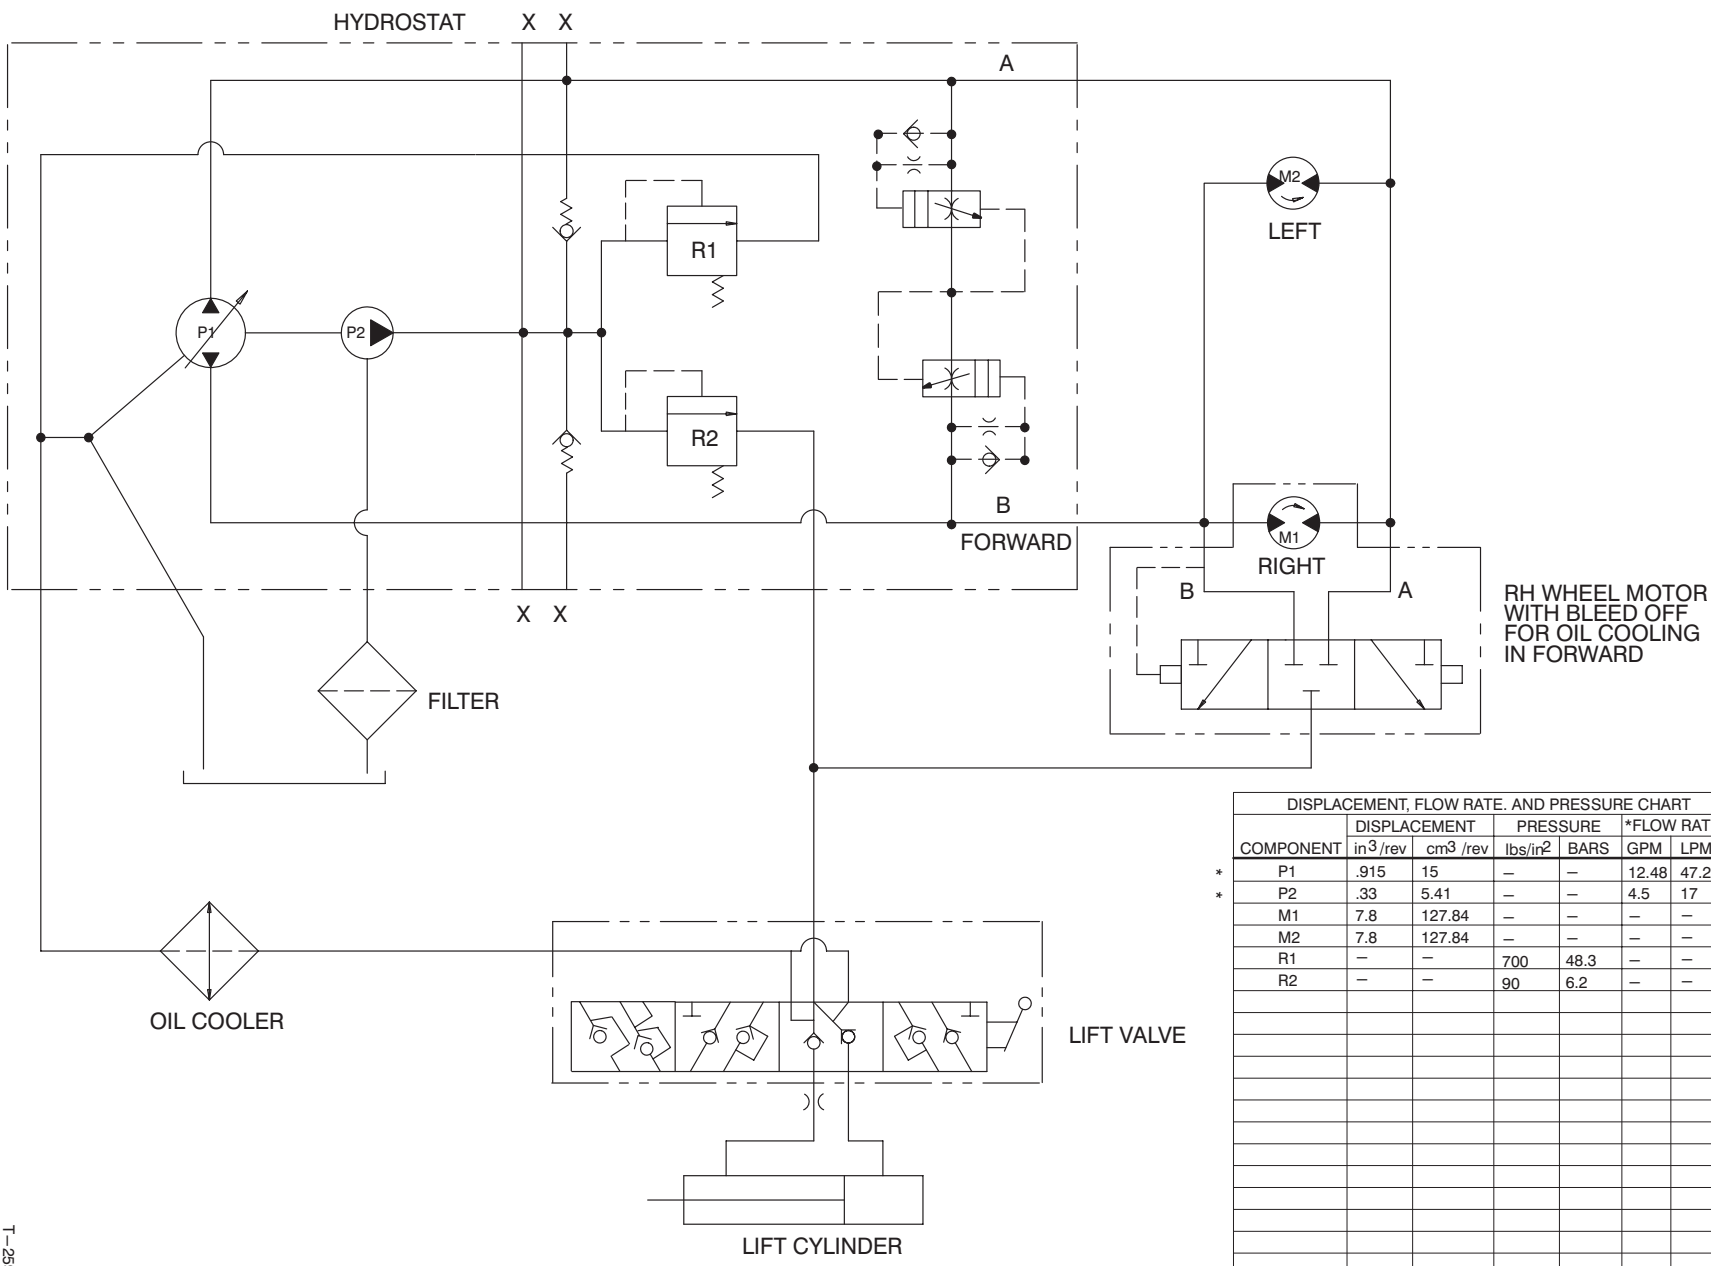 HYDROSTAT X X
A
M2
LEFT
R1
P1 P2
R2
B
FORWARD
M1
RIGHT
B A
X X
RH WHEEL MOTOR
WITH BLEED OFF
FOR OIL COOLING
IN FORWARD
FILTER
OIL COOLER
LIFT VALVE
LIFT CYLINDER
DISPLACEMENT, FLOW RATE. AND PRESSURE CHART
DISPLACEMENT PRESSURE *FLOW RAT
COMPONENT in3/rev cm3 /rev lbs/in2 BARS GPM LPM
* P1 .915 15 – – 12.48 47.2
* P2 .33 5.41 – – 4.5 17
M1 7.8 127.84 – – – –
M2 7.8 127.84 – – – –
R1 – – 700 48.3 – –
R2 – – 90 6.2 – –
T–25